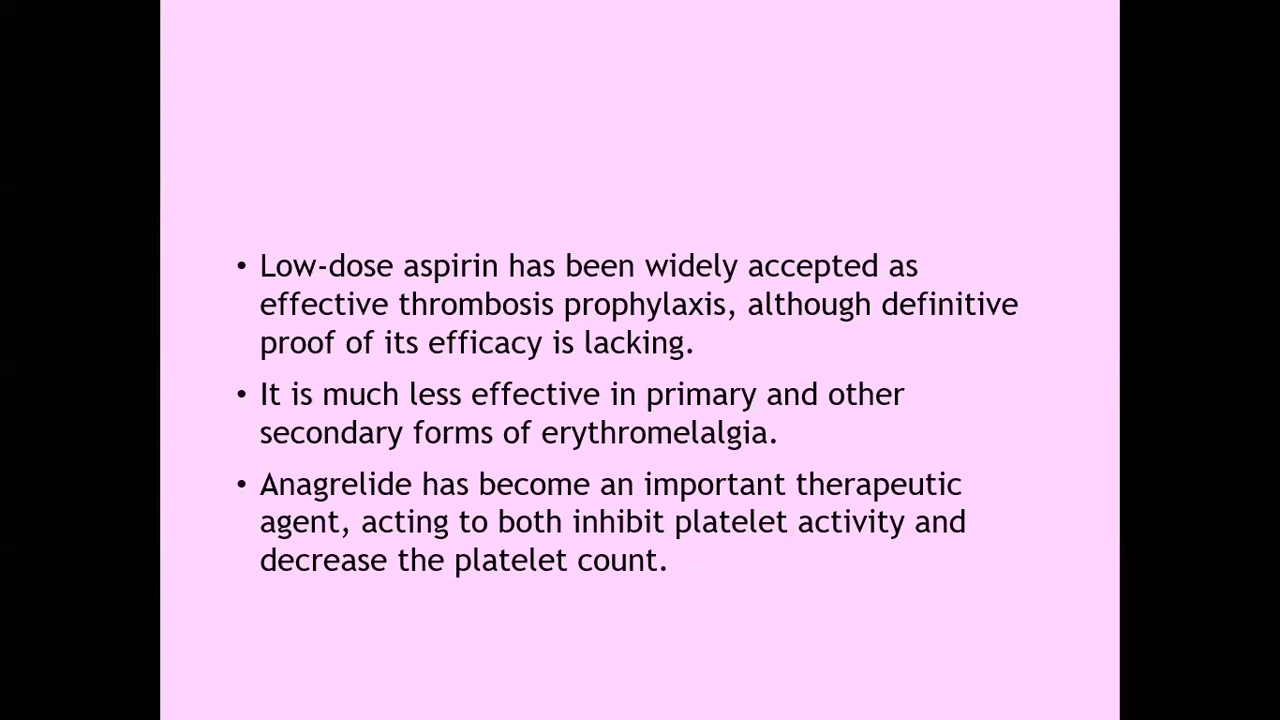 • Low-dose aspirin has been widely accepted as
effective thrombosis prophylaxis, although definitive
proof of its efficacy is lacking.
• It is much less effective in primary and other
secondary forms of erythromelalgia.
• Anagrelide has become an important therapeutic
agent, acting to both inhibit platelet activity and
decrease the platelet count.